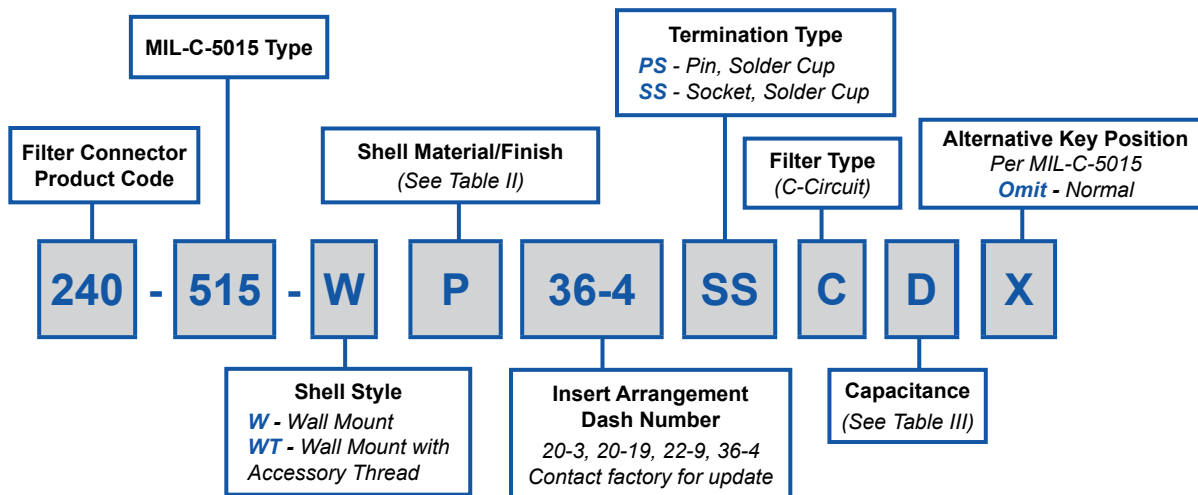 MIL-C-5015 Type
Termination Type
PS - Pin, Solder Cup
SS - Socket, Solder Cup
Filter Connector
Product Code
Shell Material/Finish
(See Table II)
Filter Type
(C-Circuit)
Alternative Key Position
Per MIL-C-5015
Omit - Normal
240 - 515 - W P 36-4 SS C D X
Shell Style
W - Wall Mount
WT - Wall Mount with
Accessory Thread
Insert Arrangement
Dash Number
20-3, 20-19, 22-9, 36-4
Contact factory for update
Capacitance
(See Table III)